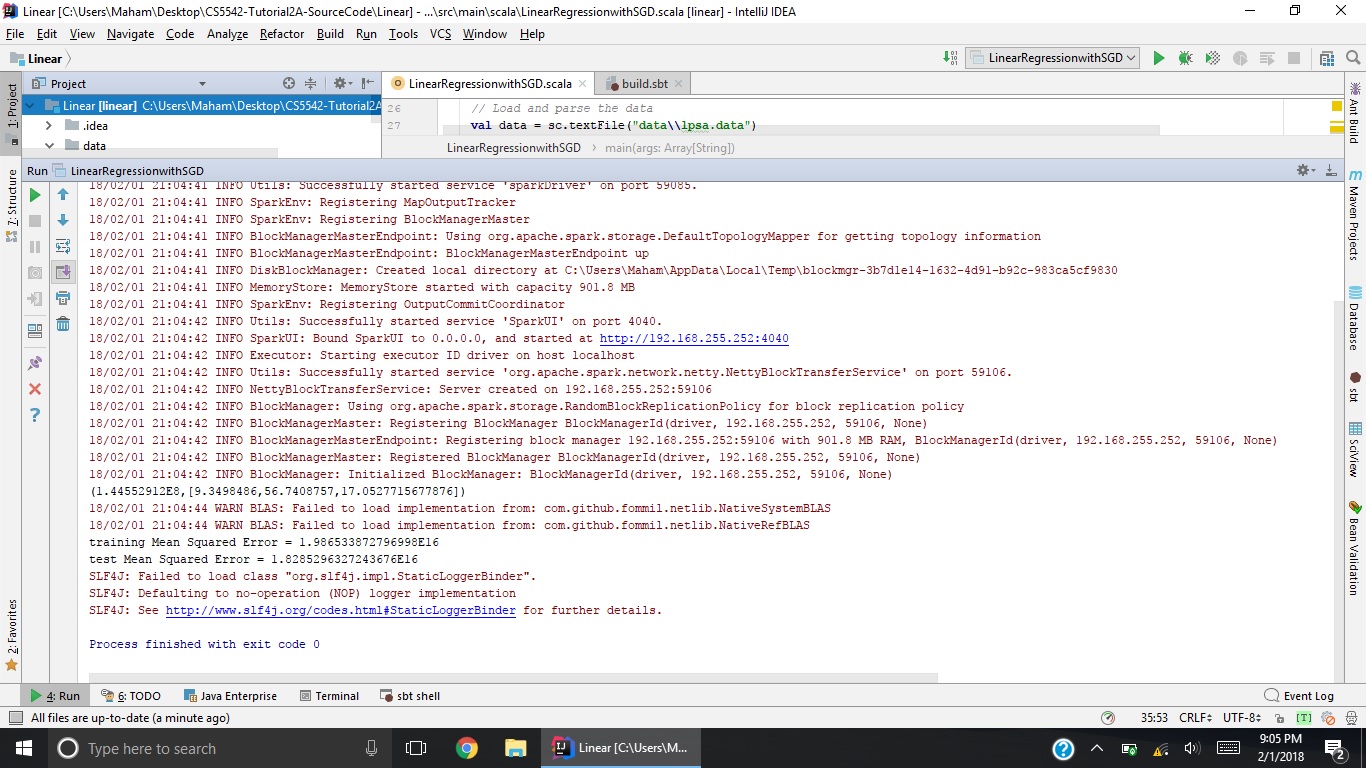 Linear [C:\Users\Maham\Desktop\CS5542-Tutorial2A-SourceCode\Linear] - ...\src\main\scala\LinearRegressionwithSGD.scala [linear] - IntelliJ IDEA
File Edit View Navigate Code Analyze Refactor Build Run Tools VCS Window Help
Linear
LinearRegressionwithSGD
1: Project
Project
LinearRegressionwithSGD.scala
build.sbt
Linear [linear] C:\Users\Maham\Desktop\CS5542-Tutorial2A
.idea
data
26 // Load and parse the data
27 val data = sc.textFile("data\\lpsa.data")
LinearRegressionwithSGD main(args: Array[String])
Run LinearRegressionwithSGD
18/02/01 21:04:41 INFO Utils: Successfully started service 'sparkDriver' on port 59085.
18/02/01 21:04:41 INFO SparkEnv: Registering MapOutputTracker
18/02/01 21:04:41 INFO SparkEnv: Registering BlockManagerMaster
18/02/01 21:04:41 INFO BlockManagerMasterEndpoint: Using org.apache.spark.storage.DefaultTopologyMapper for getting topology information
18/02/01 21:04:41 INFO BlockManagerMasterEndpoint: BlockManagerMasterEndpoint up
18/02/01 21:04:41 INFO DiskBlockManager: Created local directory at C:\Users\Maham\AppData\Local\Temp\blockmgr-3b7d1e14-1632-4d91-b92c-983ca5cf9830
18/02/01 21:04:41 INFO MemoryStore: MemoryStore started with capacity 901.8 MB
18/02/01 21:04:42 INFO SparkEnv: Registering OutputCommitCoordinator
18/02/01 21:04:42 INFO Utils: Successfully started service 'SparkUI' on port 4040.
18/02/01 21:04:42 INFO SparkUI: Bound SparkUI to 0.0.0.0, and started at http://192.168.255.252:4040
18/02/01 21:04:42 INFO Executor: Starting executor ID driver on host localhost
18/02/01 21:04:42 INFO Utils: Successfully started service 'org.apache.spark.network.netty.NettyBlockTransferService' on port 59106.
18/02/01 21:04:42 INFO NettyBlockTransferService: Server created on 192.168.255.252:59106
18/02/01 21:04:42 INFO BlockManager: Using org.apache.spark.storage.RandomBlockReplicationPolicy for block replication policy
18/02/01 21:04:42 INFO BlockManagerMaster: Registering BlockManager BlockManagerId(driver, 192.168.255.252, 59106, None)
18/02/01 21:04:42 INFO BlockManagerMasterEndpoint: Registering block manager 192.168.255.252:59106 with 901.8 MB RAM, BlockManagerId(driver, 192.168.255.252, 59106, None)
18/02/01 21:04:42 INFO BlockManagerMaster: Registered BlockManager BlockManagerId(driver, 192.168.255.252, 59106, None)
18/02/01 21:04:42 INFO BlockManager: Initialized BlockManager: BlockManagerId(driver, 192.168.255.252, 59106, None)
(1.44552912E8,[9.3498486,56.7408757,17.0527715677876])
18/02/01 21:04:44 WARN BLAS: Failed to load implementation from: com.github.fommil.netlib.NativeSystemBLAS
18/02/01 21:04:44 WARN BLAS: Failed to load implementation from: com.github.fommil.netlib.NativeRefBLAS
training Mean Squared Error = 1.986533872796998E16
test Mean Squared Error = 1.8285296327243676E16
SLF4J: Failed to load class "org.slf4j.impl.StaticLoggerBinder".
SLF4J: Defaulting to no-operation (NOP) logger implementation
SLF4J: See http://www.slf4j.org/codes.html#StaticLoggerBinder for further details.
Process finished with exit code 0
7: Structure
2: Favorites
Ant Build
Maven Projects
Database
sbt
SciView
Bean Validation
4: Run 6: TODO Java Enterprise Terminal sbt shell Event Log
All files are up-to-date (a minute ago) 35:53 CRLF UTF-8 [T]
Type here to search
Linear [C:\Users\M...
9:05 PM
2/1/2018
2